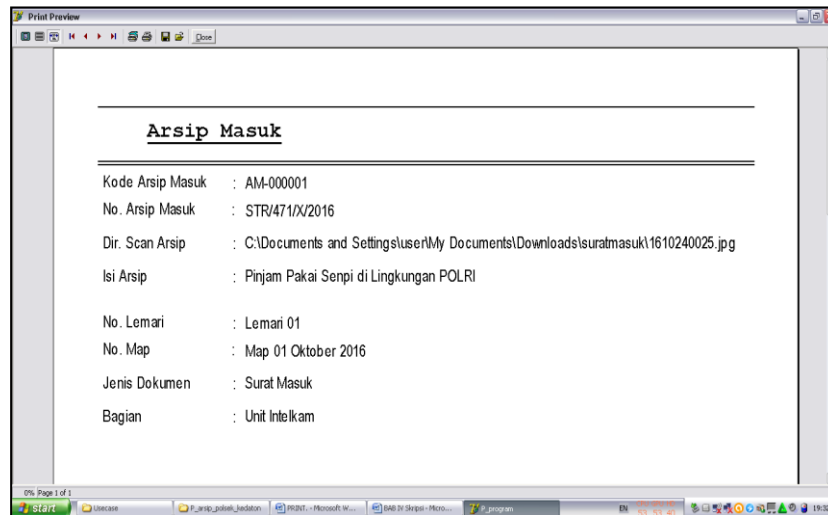 Print Preview
Close
Arsip Masuk
Kode Arsip Masuk : AM-000001
No. Arsip Masuk : STR/471/X/2016
Dir. Scan Arsip : C:\Documents and Settings\user\My Documents\Downloads\suratmasuk\1610240025.jpg
Isi Arsip : Pinjam Pakai Senpi di Lingkungan POLRI
No. Lemari : Lemari 01
No. Map : Map 01 Oktober 2016
Jenis Dokumen : Surat Masuk
Bagian : Unit Intelkam
0% Page 1 of 1
start Usecase P_arsip_polsek_kedaton PRINT. - Microsoft W... BAB IV Skripsi - Micro... P_program EN